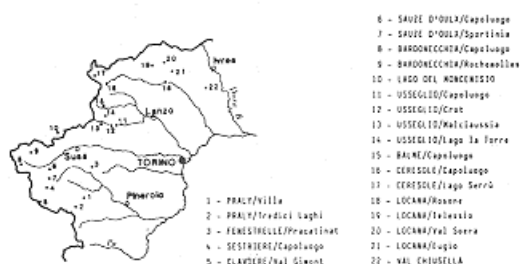 Ivrea
Lanzo
Susa
TORINO
Pinerolo
Po
1 - PRALY/Villa
2 - PRALY/Tredici Laghi
3 - FENESTRELLE/Pracatinat
4 - SESTRIERE/Capoluogo
5 - CLAVIERE/Val Gimont
6 - SAUZE D'OULX/Capoluogo
7 - SAUZE D'OULX/Sportinia
8 - BARDONECCHIA/Capoluogo
9 - BARDONECCHIA/Rochemolles
10 - LAGO DEL MONCENISIO
11 - USSEGLIO/Capoluogo
12 - USSEGLIO/Crot
13 - USSEGLIO/Malciaussia
14 - USSEGLIO/Lago la Torre
15 - BALME/Capoluogo
16 - CERESOLE/Capoluogo
17 - CERESOLE/Lago Serrù
18 - LOCANA/Rosone
19 - LOCANA/Telessio
20 - LOCANA/Val Soera
21 - LOCANA/Eugio
22 - VAL CHIUSELLA